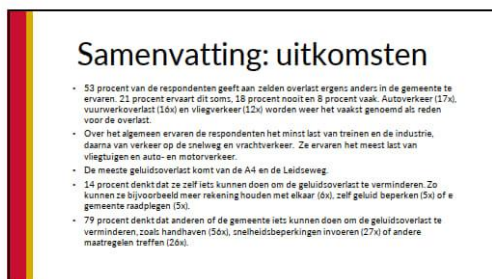 Samenvatting: uitkomsten
• 53 procent van de respondenten geeft aan zelden overlast ergens anders in de gemeente te
ervaren. 21 procent ervaart dit soms, 18 procent nooit en 8 procent vaak. Autoverkeer (17x),
vuurwerkoverlast (16x) en vliegverkeer (12x) worden weer het vaakst genoemd als reden
voor de overlast.
• Over het algemeen ervaren de respondenten het minst last van treinen en de industrie,
daarna van verkeer op de snelweg en vrachtverkeer. Ze ervaren het meest last van
vliegtuigen en auto- en motorverkeer.
• De meeste geluidsoverlast komt van de A4 en de Leidseweg.
• 14 procent denkt dat ze zelf iets kunnen doen om de geluidsoverlast te verminderen. Zo
kunnen ze bijvoorbeeld meer rekening houden met elkaar (6x), zelf geluid beperken (5x) of e
gemeente raadplegen (5x).
• 79 procent denkt dat anderen of de gemeente iets kunnen doen om de geluidsoverlast te
verminderen, zoals handhaven (56x), snelheidsbeperkingen invoeren (27x) of andere
maatregelen treffen (26x).